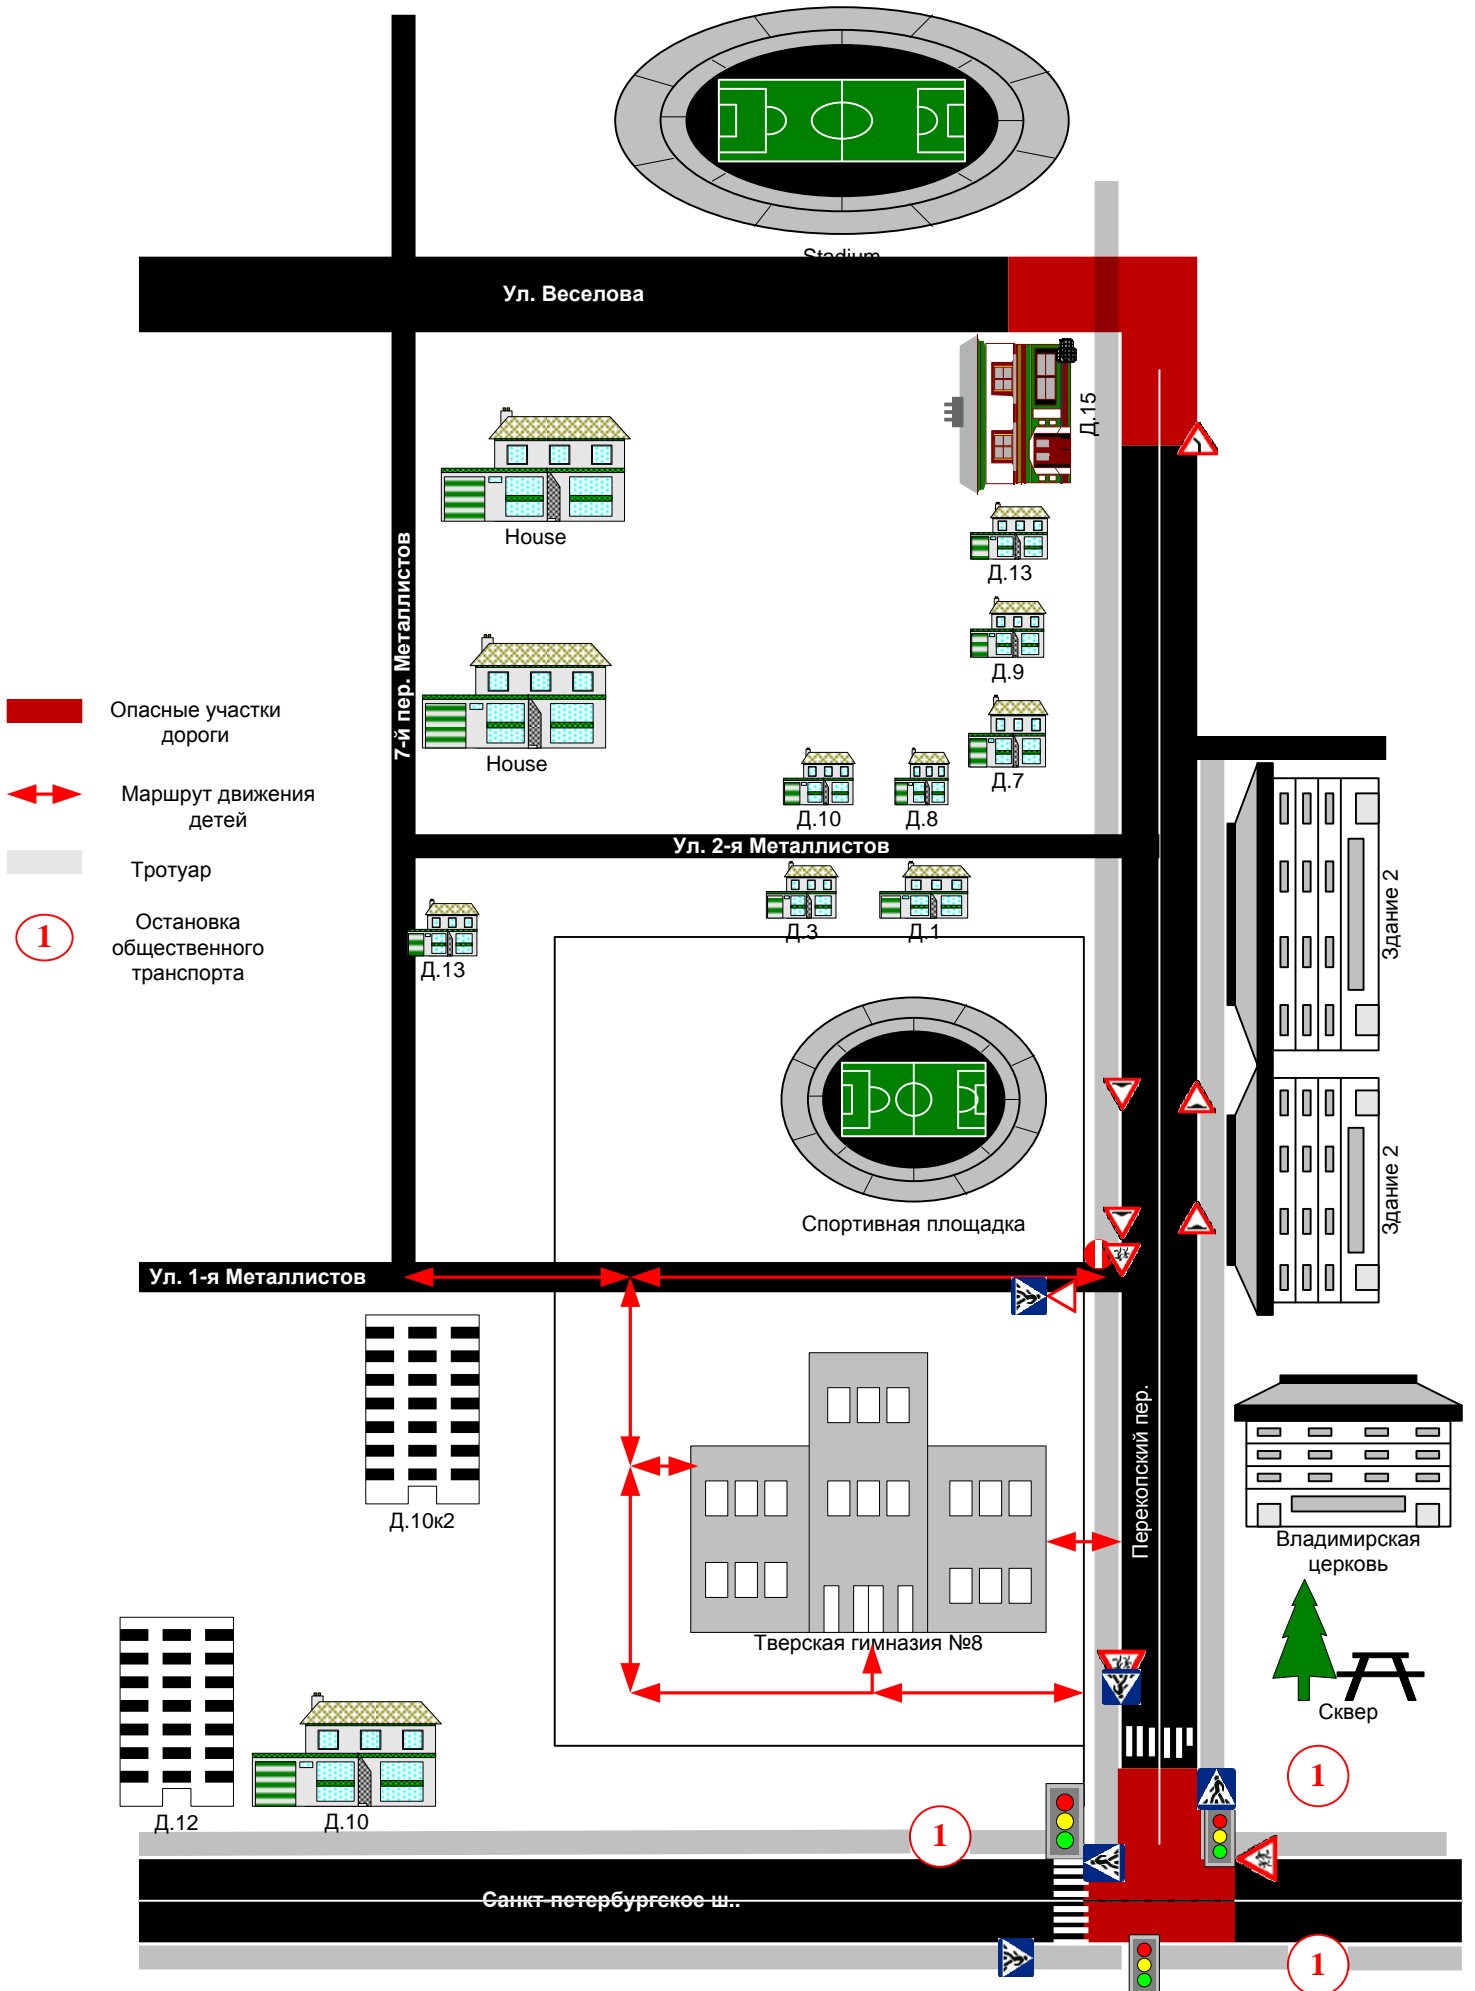 Stadium
Ул. Веселова
Д.15
House
Д.13
7-й пер. Металлистов
Д.9
House
Д.7
Опасные участки
дороги
Маршрут движения
детей
Тротуар
1
Остановка
общественного
транспорта
Д.10
Д.8
Ул. 2-я Металлистов
Д.3
Д.1
Д.13
Здание 2
Здание 2
Спортивная площадка
Ул. 1-я Металлистов
Д.10к2
Перекопский пер.
Владимирская
церковь
Тверская гимназия №8
Сквер
Д.12
Д.10
1
1
Санкт-петербургское ш..
1